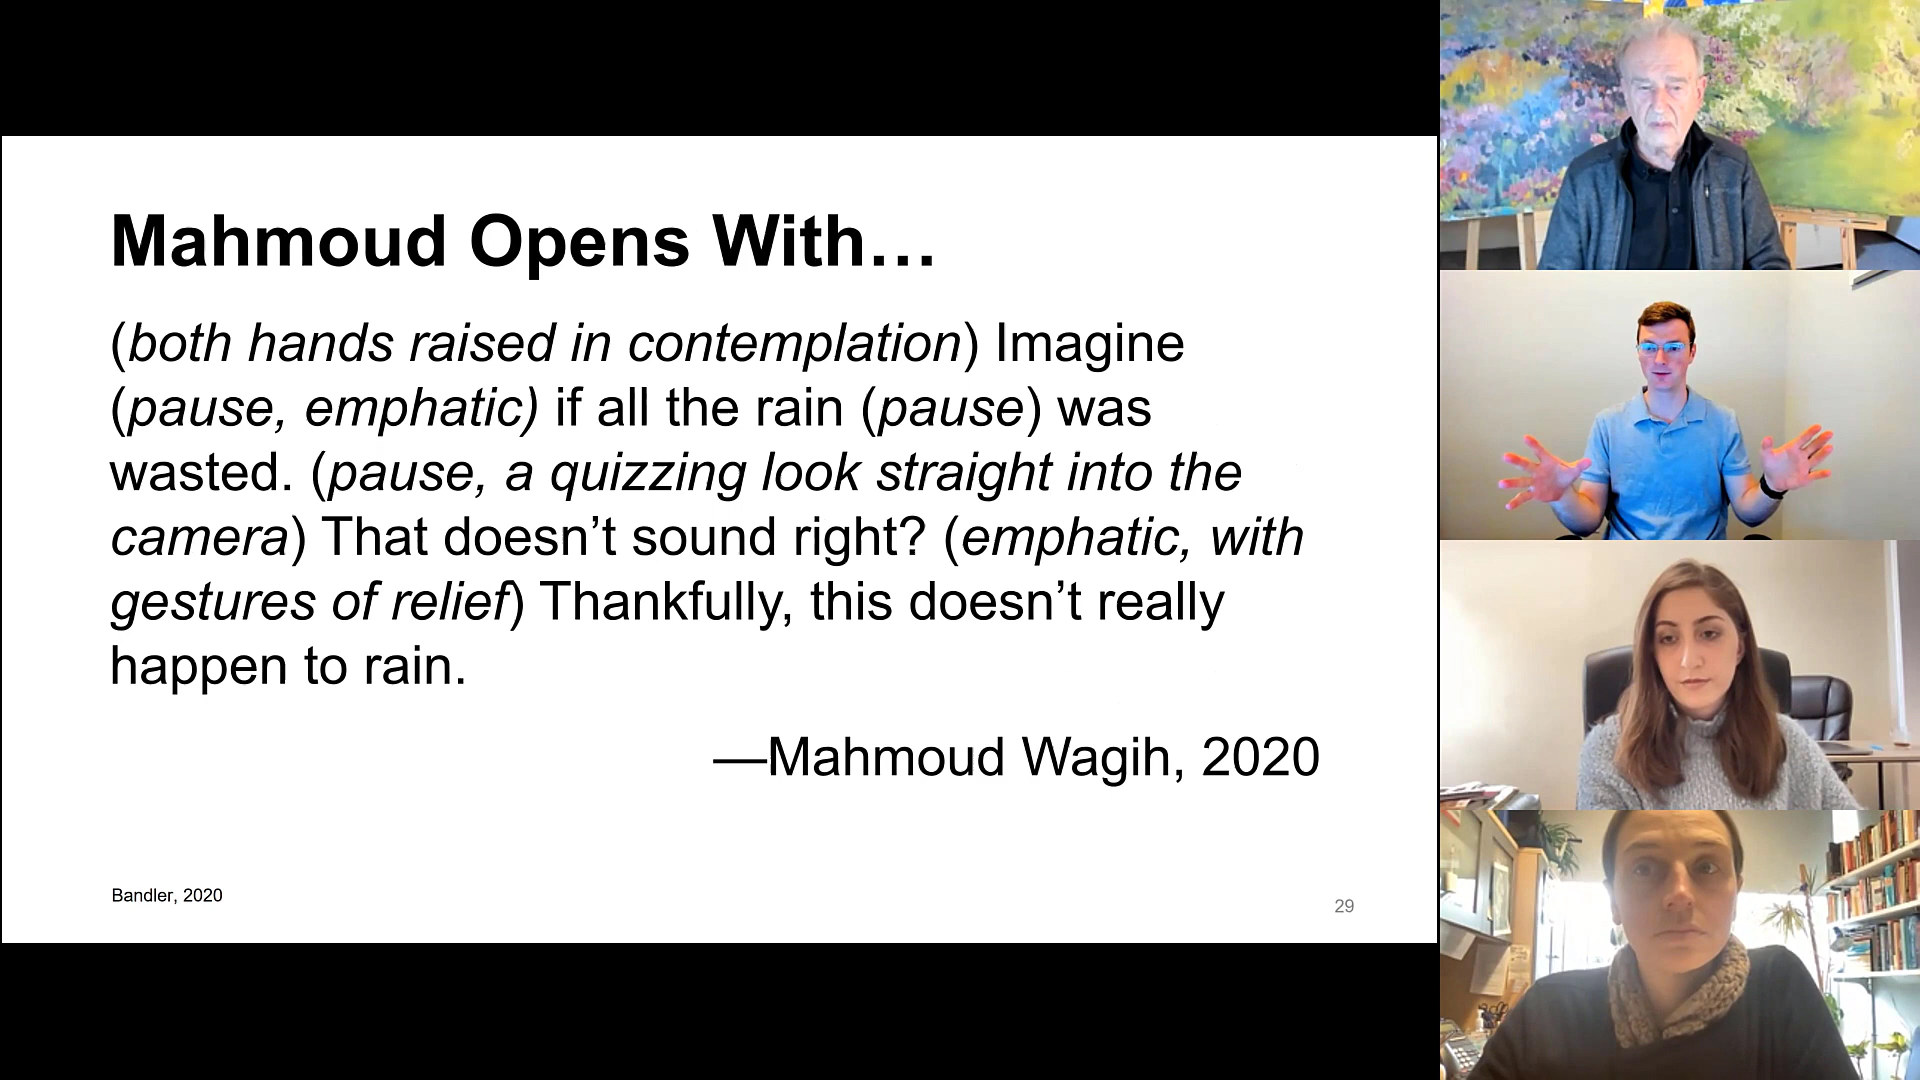 Mahmoud Opens With…
(both hands raised in contemplation) Imagine
(pause, emphatic) if all the rain (pause) was
wasted. (pause, a quizzing look straight into the
camera) That doesn’t sound right? (emphatic, with
gestures of relief) Thankfully, this doesn’t really
happen to rain.
—Mahmoud Wagih, 2020
Bandler, 2020
29